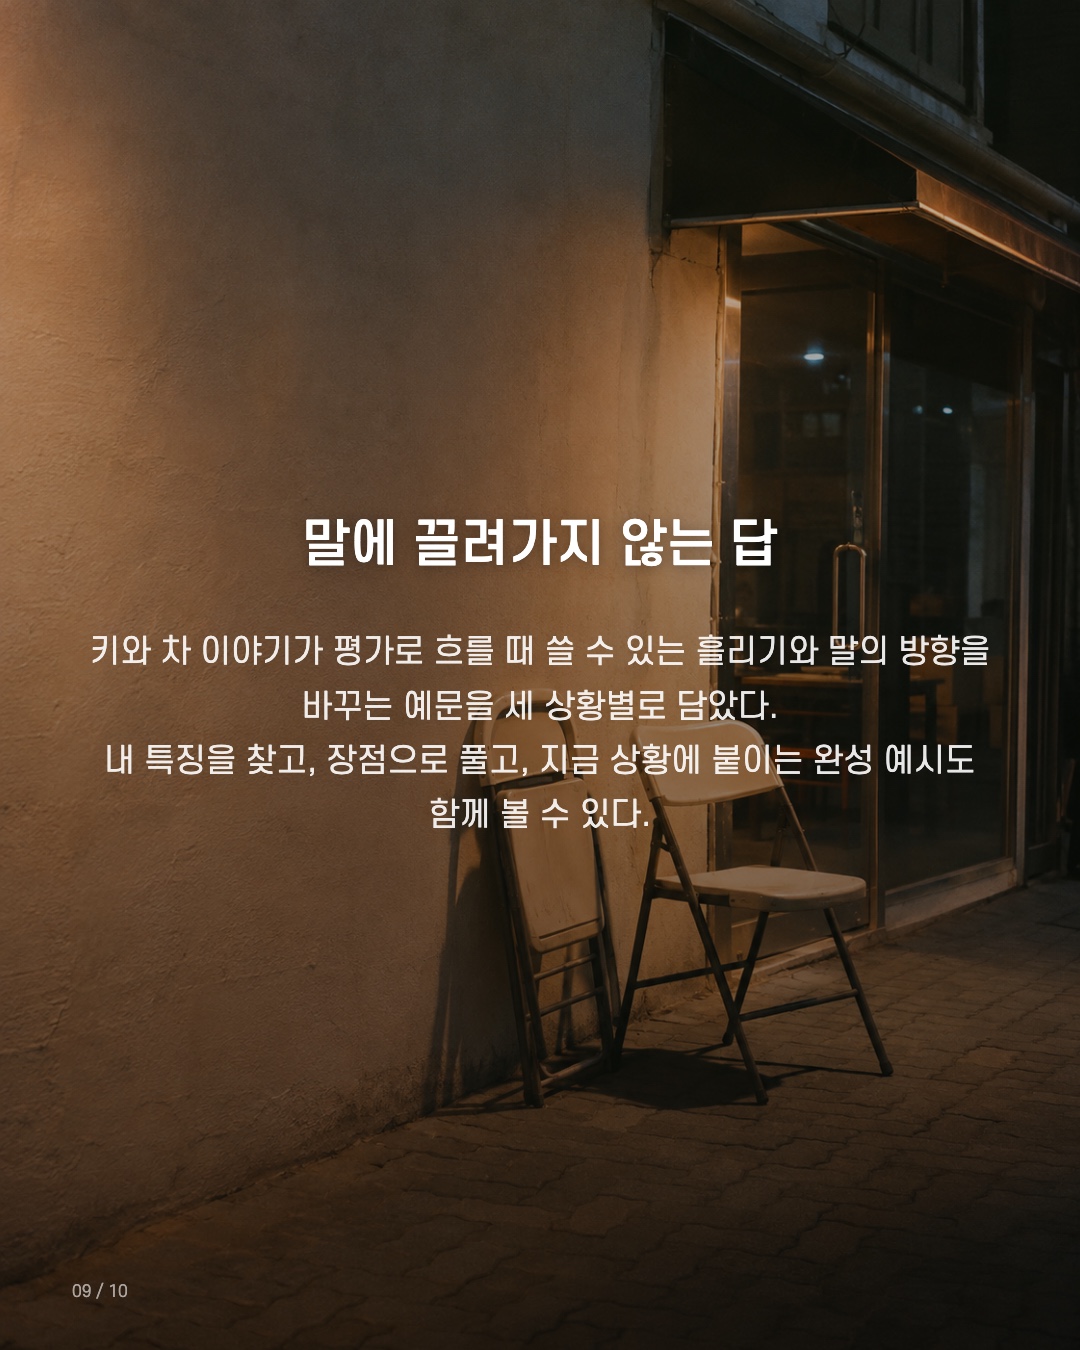 말에 끌려가지 않는 답
키와 차 이야기가 평가로 흐를 때 쓸 수 있는 흘리기와 말의 방향을
바꾸는 예문을 세 상황별로 담았다.
내 특징을 찾고, 장점으로 풀고, 지금 상황에 붙이는 완성 예시도
함께 볼 수 있다.
09 / 10